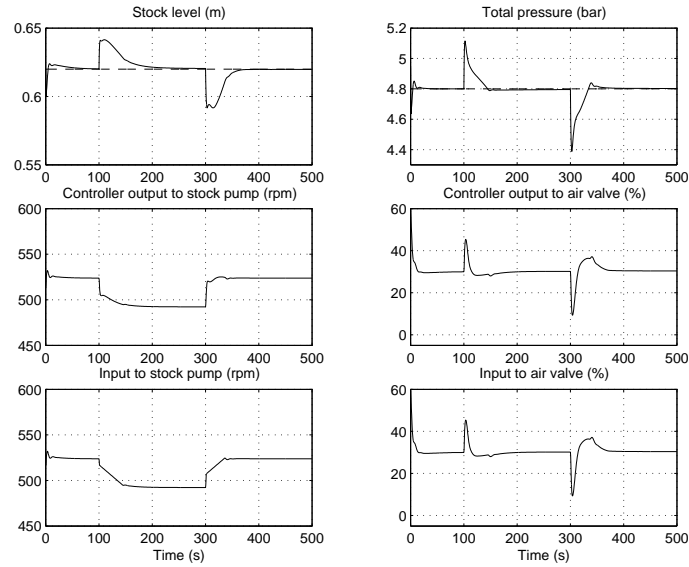 Stock level (m)
0.65
0.6
0.55
0 100 200 300 400 500
Total pressure (bar)
5.2
5
4.8
4.6
4.4
0 100 200 300 400 500
Controller output to stock pump (rpm)
600
550
500
450
0 100 200 300 400 500
Controller output to air valve (%)
60
40
20
0
0 100 200 300 400 500
Input to stock pump (rpm)
600
550
500
450
0 100 200 300 400 500
Time (s)
Input to air valve (%)
60
40
20
0
0 100 200 300 400 500
Time (s)